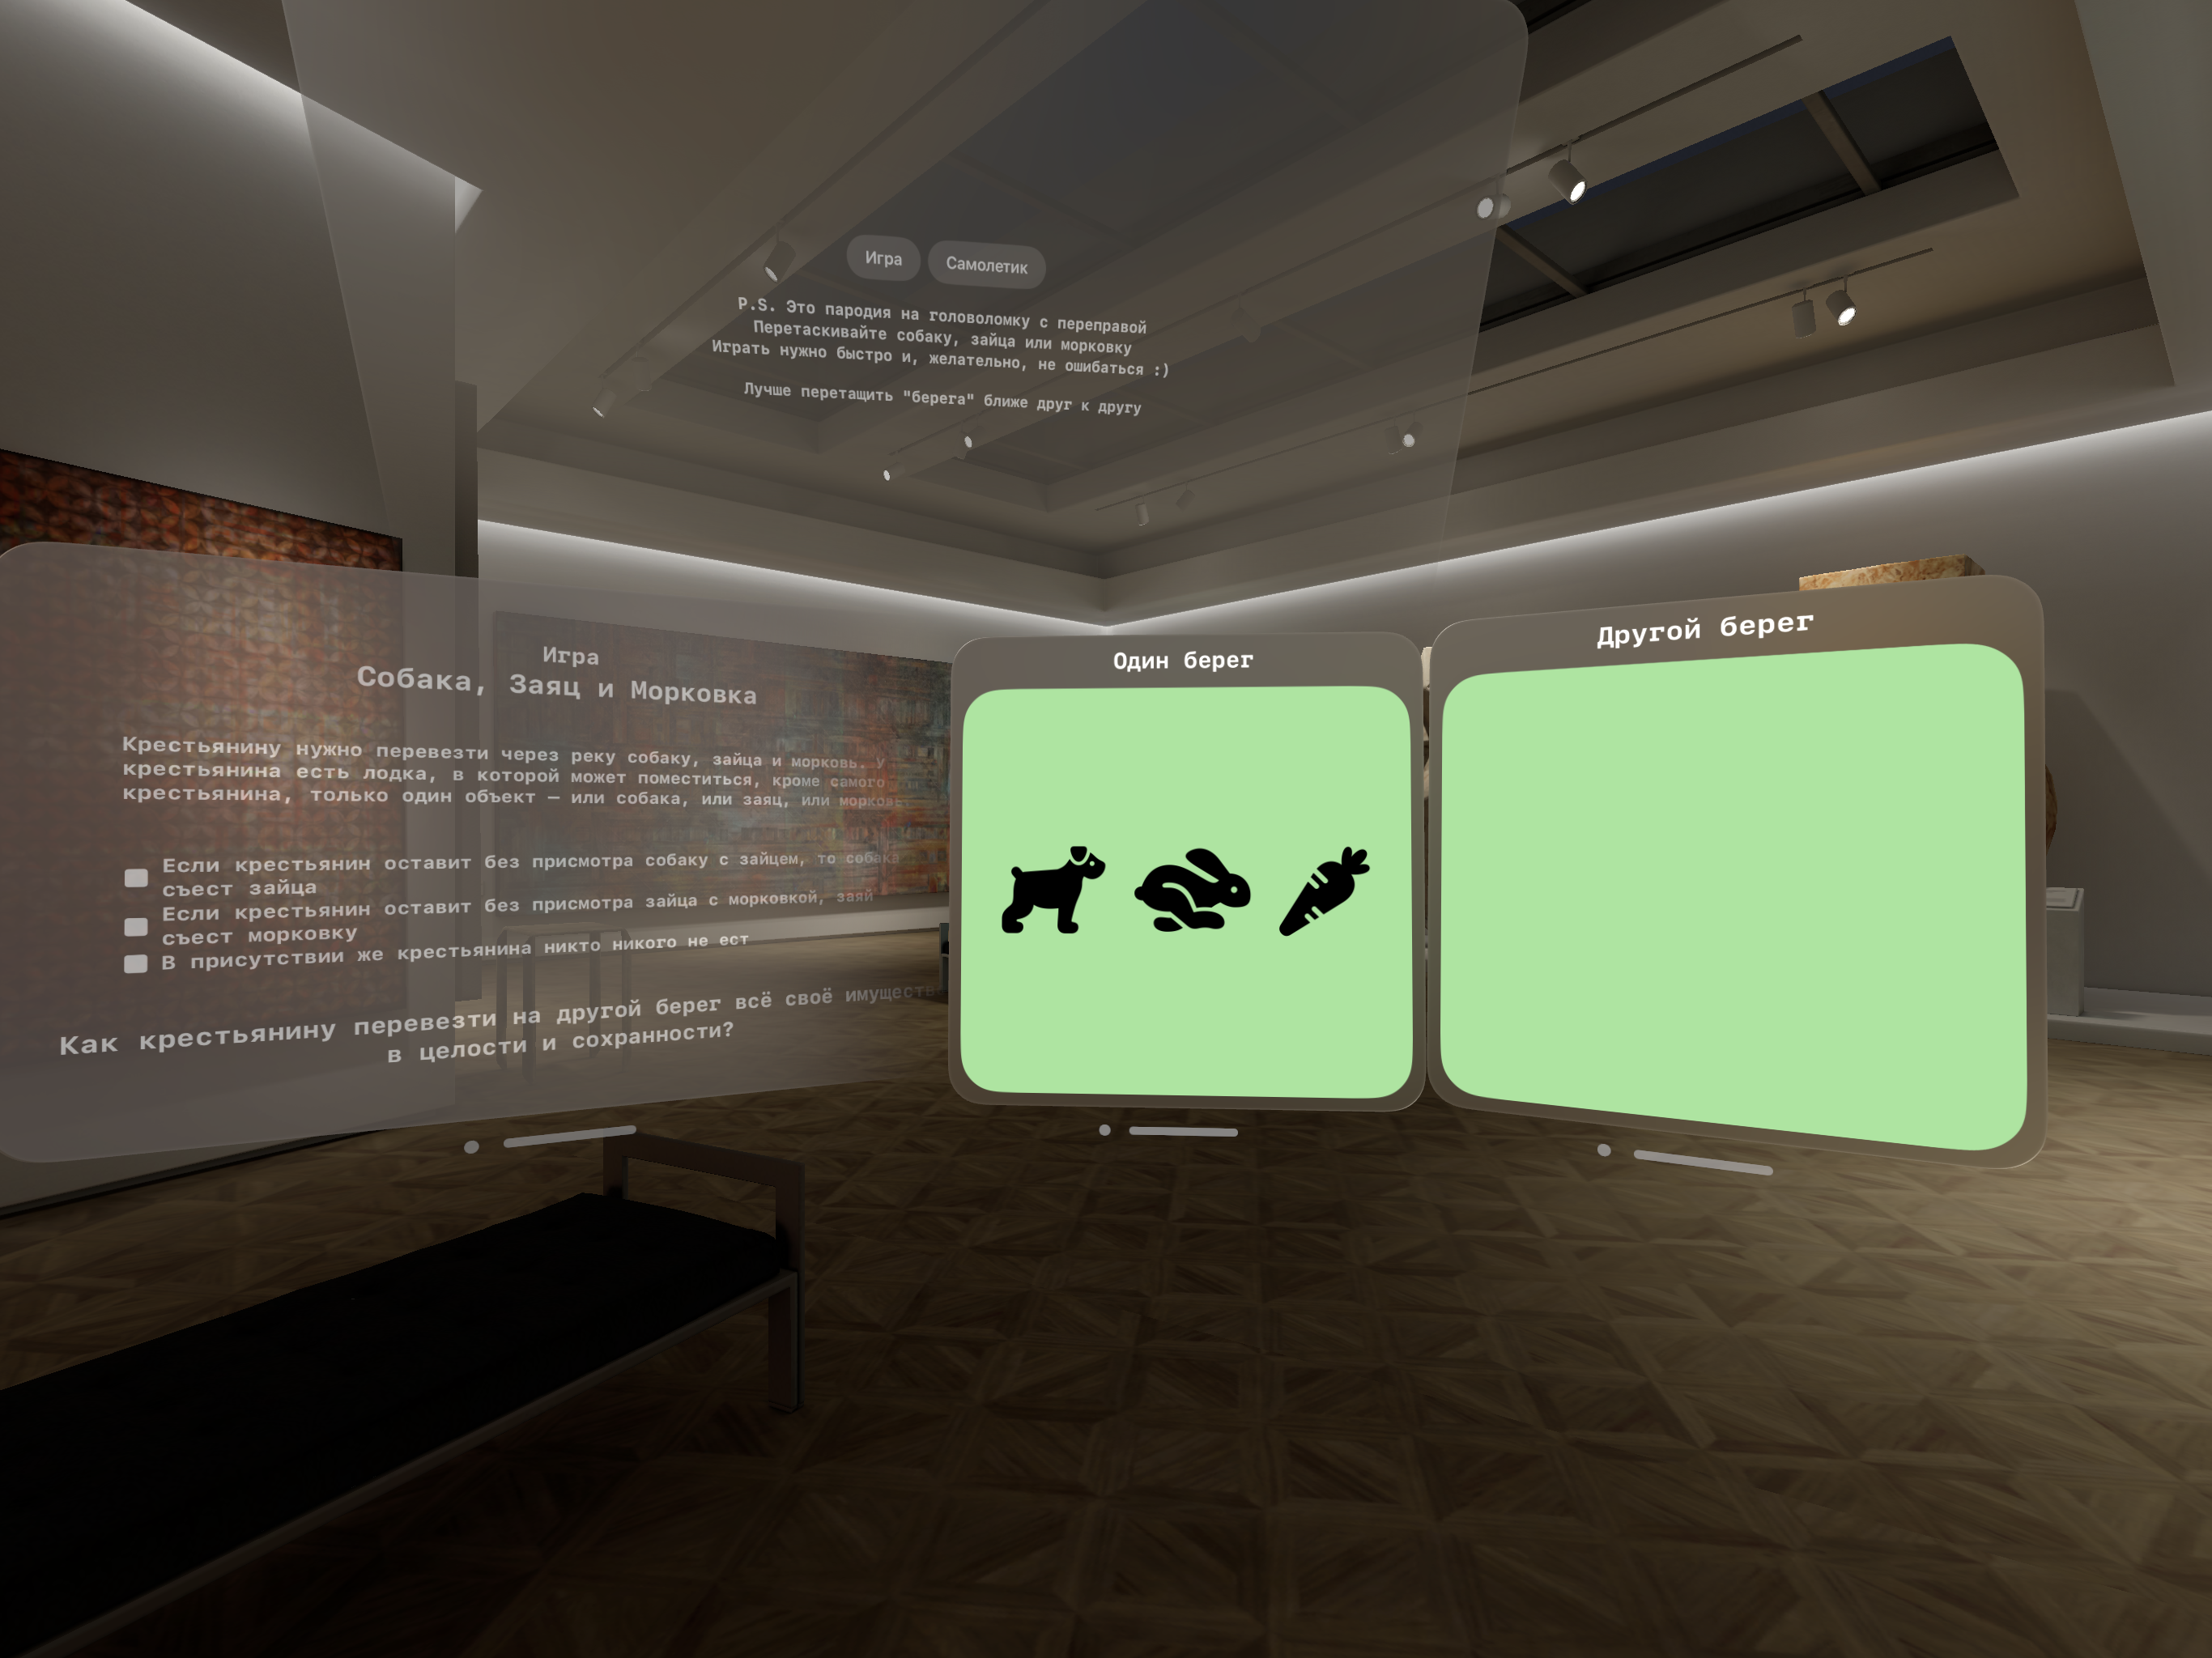 Игра Самолетик
P.S. Это пародия на головоломку с переправой
Перетаскивайте собаку, зайца или морковку
Играть нужно быстро и, желательно, не ошибаться :)
Лучше перетащить "берега" ближе друг к другу
Игра
Собака, Заяц и Морковка
Крестьянину нужно перевезти через реку собаку, зайца и морковь. У
крестьянина есть лодка, в которой может поместиться, кроме самого
крестьянина, только один объект — или собака, или заяц, или морковь.
Если крестьянин оставит без присмотра собаку с зайцем, то собака
съест зайца
Если крестьянин оставит без присмотра зайца с морковкой, заяй
съест морковку
В присутствии же крестьянина никто никого не ест
Как крестьянину перевезти на другой берег всё своё
в целости и сохранности?
Один берег
Другой берег